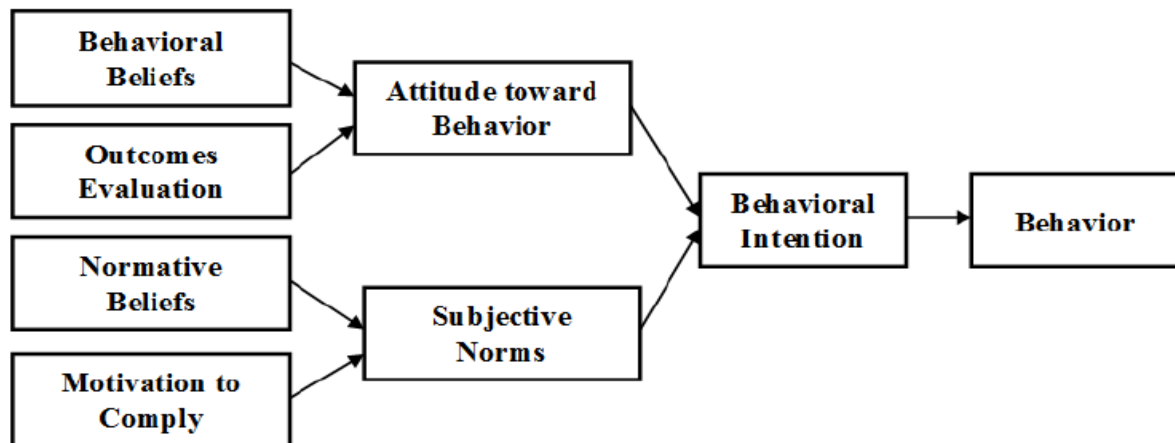 Behavioral
Beliefs
Outcomes
Evaluation
Normative
Beliefs
Motivation to
Comply
Attitude toward
Behavior
Subjective
Norms
Behavioral
Intention
Behavior